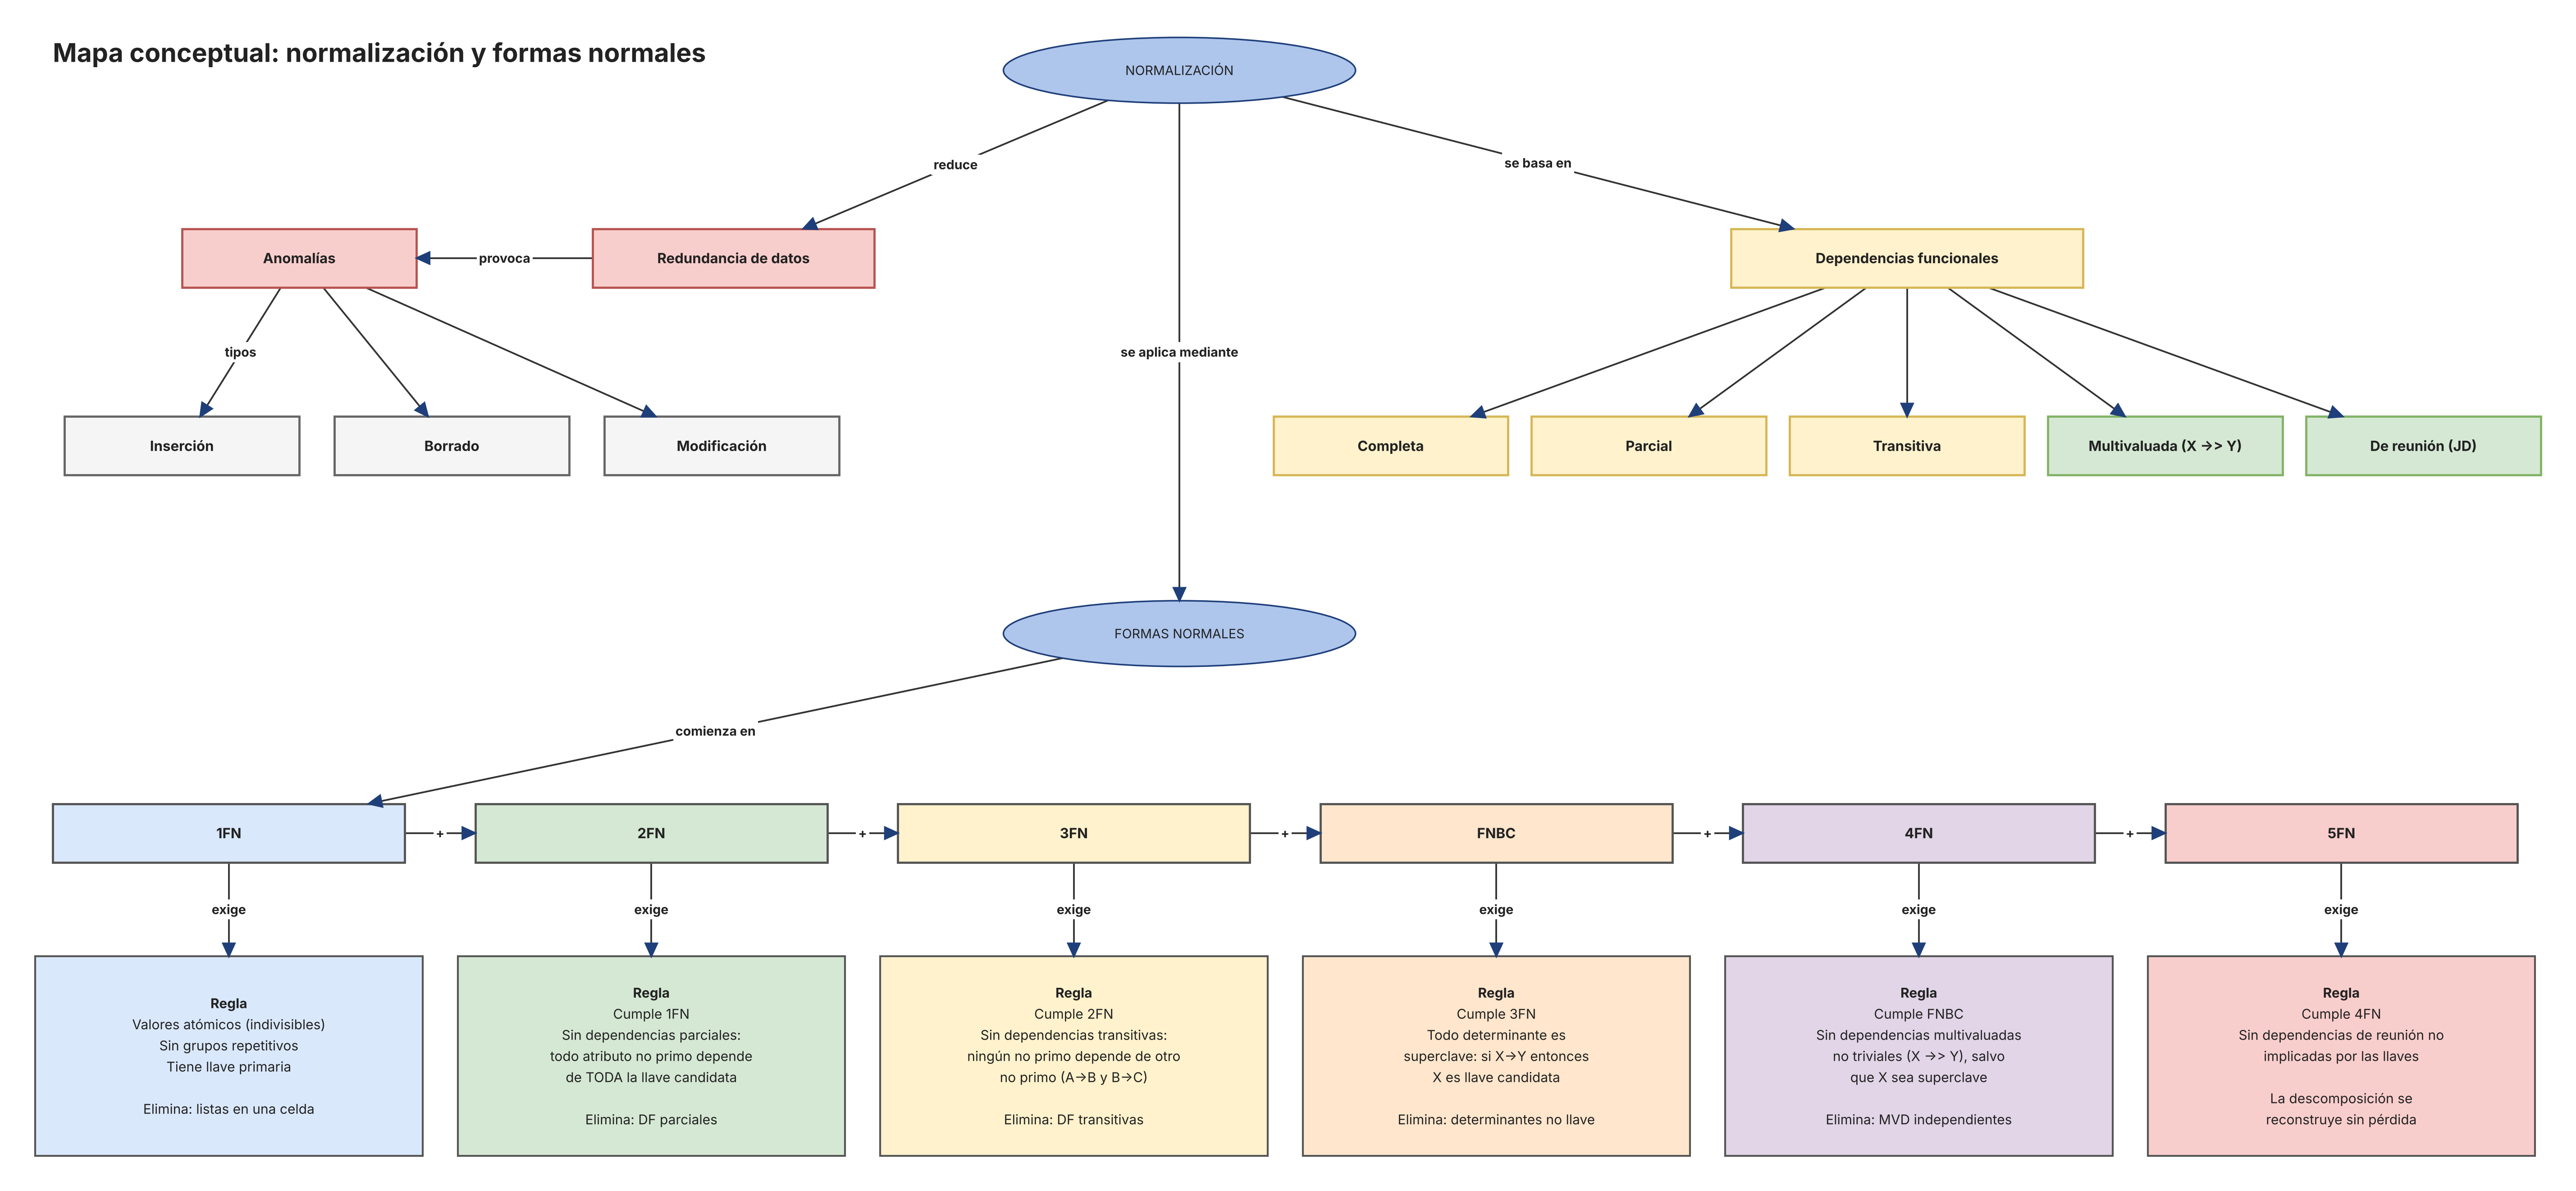 Mapa conceptual: normalización y formas normales
NORMALIZACIÓN
reduce
se basa en
Anomalías
provoca
Redundancia de datos
Dependencias funcionales
tipos
se aplica mediante
Inserción
Borrado
Modificación
Completa
Parcial
Transitiva
Multivaluada (X →> Y)
De reunión (JD)
FORMAS NORMALES
comienza en
1FN
+
2FN
+
3FN
+
FNBC
+
4FN
+
5FN
exige
exige
exige
exige
exige
exige
Regla
Valores atómicos (indivisibles)
Sin grupos repetitivos
Tiene llave primaria
Elimina: listas en una celda
Regla
Cumple 1FN
Sin dependencias parciales:
todo atributo no primo depende
de TODA la llave candidata
Elimina: DF parciales
Regla
Cumple 2FN
Sin dependencias transitivas:
ningún no primo depende de otro
no primo (A→B y B→C)
Elimina: DF transitivas
Regla
Cumple 3FN
Todo determinante es
superclave: si X→Y entonces
X es llave candidata
Elimina: determinantes no llave
Regla
Cumple FNBC
Sin dependencias multivaluadas
no triviales (X →> Y), salvo
que X sea superclave
Elimina: MVD independientes
Regla
Cumple 4FN
Sin dependencias de reunión no
implicadas por las llaves
La descomposición se
reconstruye sin pérdida